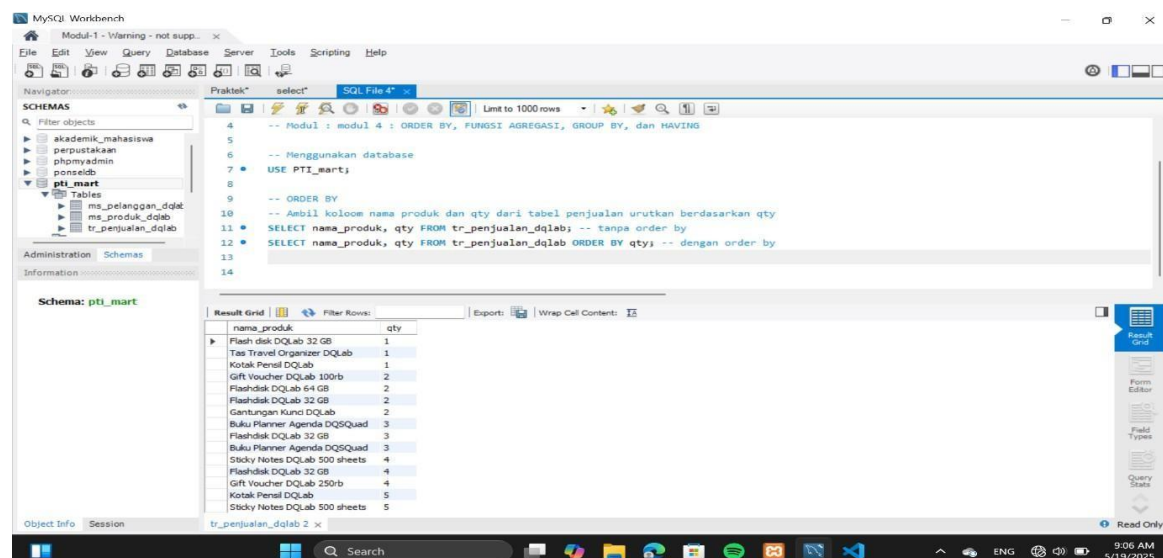 MySQL Workbench
Modul-1 - Warning - not supp..
File Edit View Query Database Server Tools Scripting Help
Navigator
Praktek* select* SQL File 4*
SCHEMAS
Filter objects
Limit to 1000 rows
akademik_mahasiswa
perpustakaan
phpmyadmin
ponseldb
pti_mart
Tables
ms_pelanggan_dqlab
ms_produk_dqlab
tr_penjualan_dqlab
4 -- Modul : modul 4 : ORDER BY, FUNGSI AGREGASI, GROUP BY, dan HAVING
5
6 -- Menggunakan database
7 USE PTI_mart;
8
9 -- ORDER BY
10 -- Ambil koloom nama produk dan qty dari tabel penjualan urutkan berdasarkan qty
11 SELECT nama_produk, qty FROM tr_penjualan_dqlab; -- tanpa order by
12 SELECT nama_produk, qty FROM tr_penjualan_dqlab ORDER BY qty; -- dengan order by
13
14
Administration Schemas
Information
Schema: pti_mart
Result Grid Filter Rows: Export: Wrap Cell Content:
nama_produk qty
Flash disk DQLab 32 GB 1
Tas Travel Organizer DQLab 1
Kotak Pensil DQLab 1
Gift Voucher DQLab 100rb 2
Flashdisk DQLab 64 GB 2
Flashdisk DQLab 32 GB 2
Gantungan Kunci DQLab 2
Buku Planner Agenda DQSQuad 3
Flashdisk DQLab 32 GB 3
Buku Planner Agenda DQSQuad 3
Sticky Notes DQLab 500 sheets 4
Flashdisk DQLab 32 GB 4
Gift Voucher DQLab 250rb 4
Kotak Pensil DQLab 5
Sticky Notes DQLab 500 sheets 5
Result Grid
Form Editor
Field Types
Query Stats
Object Info Session
tr_penjualan_dqlab 2
Read Only
Search
ENG
9:06 AM
5/19/2025